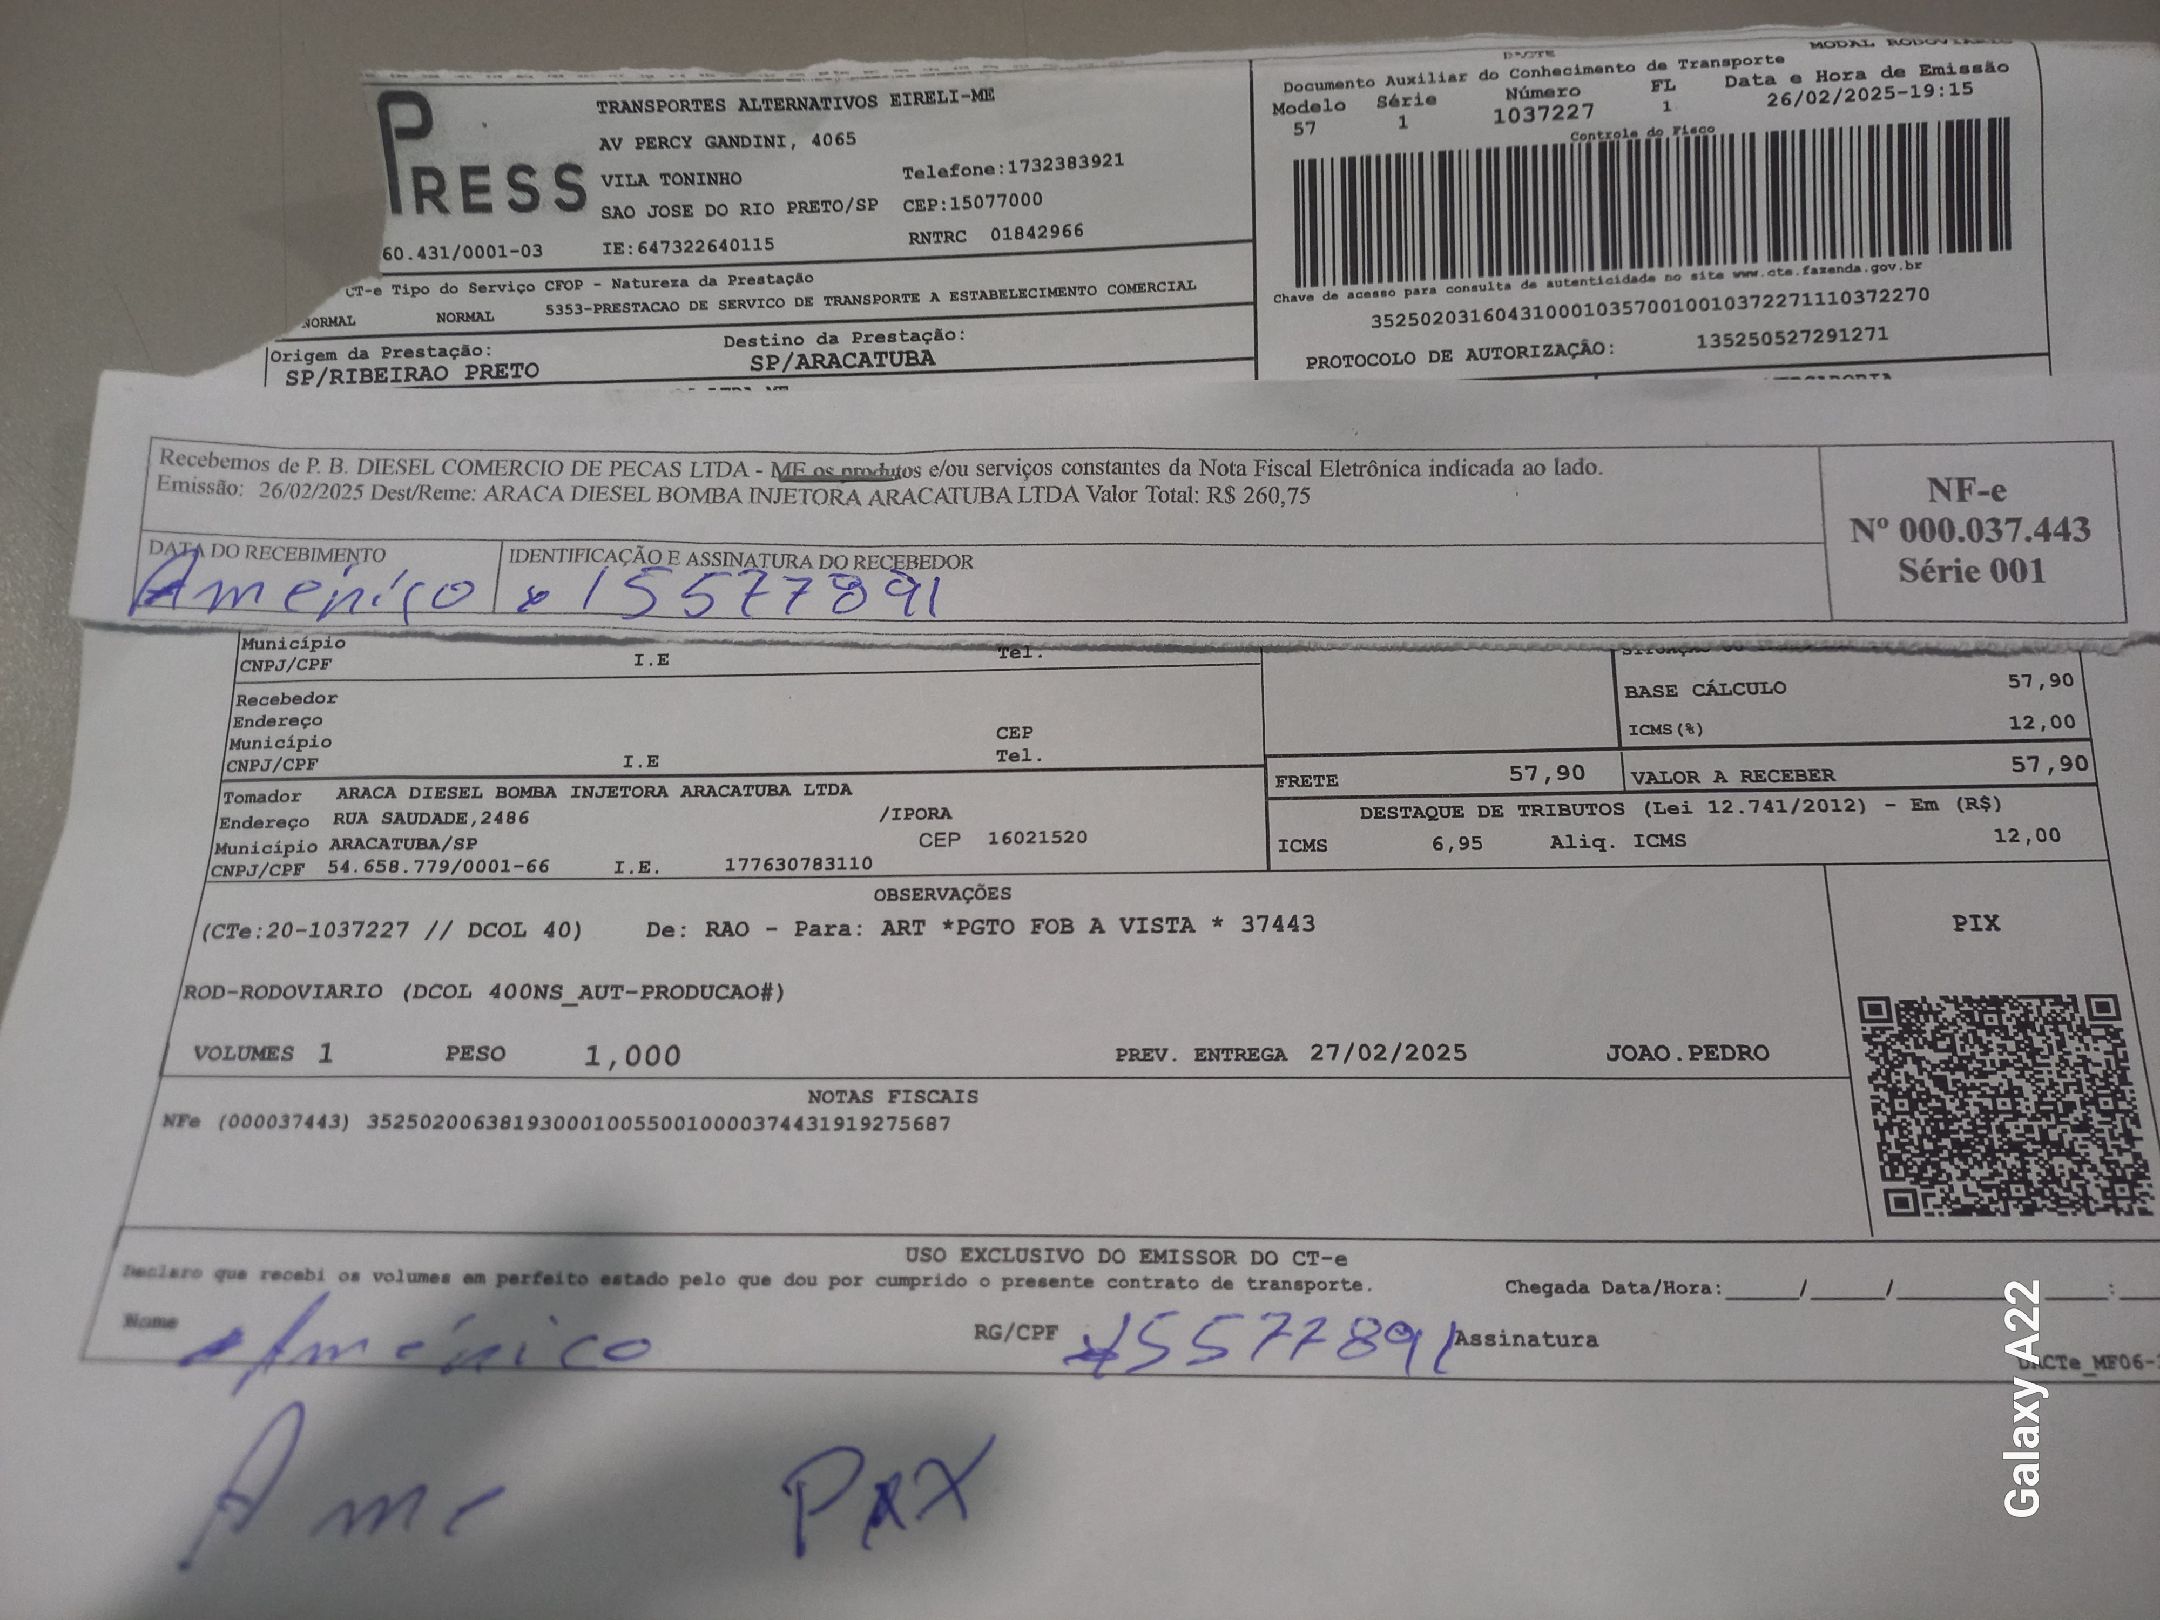 PRESS
TRANSPORTES ALTERNATIVOS EIRELI-ME
AV PERCY GANDINI, 4065
VILA TONINHO Telefone:1732383921
SAO JOSE DO RIO PRETO/SP CEP:15077000
60.431/0001-03 IE:647322640115 RNTRC 01842966
CT-e Tipo do Serviço CFOP - Natureza da Prestação
NORMAL NORMAL 5353-PRESTACAO DE SERVICO DE TRANSPORTE A ESTABELECIMENTO COMERCIAL
Origem da Prestação: Destino da Prestação:
SP/RIBEIRAO PRETO SP/ARACATUBA
DACTE MODAL RODOVIARIO
Documento Auxiliar do Conhecimento de Transporte
Modelo Série Número FL Data e Hora de Emissão
57 1 1037227 1 26/02/2025-19:15
Controle do Fisco
Chave de acesso para consulta de autenticidade no site www.cte.fazenda.gov.br
35250203160431000103570010010372271110372270
PROTOCOLO DE AUTORIZAÇÃO: 135250527291271
Recebemos de P. B. DIESEL COMERCIO DE PECAS LTDA - ME os produtos e/ou serviços constantes da Nota Fiscal Eletrônica indicada ao lado.
Emissão: 26/02/2025 Dest/Reme: ARACA DIESEL BOMBA INJETORA ARACATUBA LTDA Valor Total: R$ 260,75
NF-e
Nº 000.037.443
Série 001
DATA DO RECEBIMENTO IDENTIFICAÇÃO E ASSINATURA DO RECEBEDOR
Américo x 15577891
Município
CNPJ/CPF I.E Tel.
Recebedor
Endereço
Município CEP
CNPJ/CPF I.E Tel.
BASE CÁLCULO 57,90
ICMS(%) 12,00
FRETE 57,90 VALOR A RECEBER 57,90
Tomador ARACA DIESEL BOMBA INJETORA ARACATUBA LTDA
Endereço RUA SAUDADE,2486 /IPORA
Município ARACATUBA/SP CEP 16021520
CNPJ/CPF 54.658.779/0001-66 I.E. 177630783110
DESTAQUE DE TRIBUTOS (Lei 12.741/2012) - Em (R$)
ICMS 6,95 Aliq. ICMS 12,00
OBSERVAÇÕES
(CTe:20-1037227 // DCOL 40) De: RAO - Para: ART *PGTO FOB A VISTA * 37443
PIX
ROD-RODOVIARIO (DCOL 400NS_AUT-PRODUCAO#)
VOLUMES 1 PESO 1,000 PREV. ENTREGA 27/02/2025 JOAO.PEDRO
NOTAS FISCAIS
NFe (000037443) 35250200638193000100550010000374431919275687
USO EXCLUSIVO DO EMISSOR DO CT-e
Declaro que recebi os volumes em perfeito estado pelo que dou por cumprido o presente contrato de transporte. Chegada Data/Hora:_____/_____/_______ _____:___
Nome Américo RG/CPF 15577891 Assinatura
DACTe_MF06-
Ame PAX
Galaxy A22